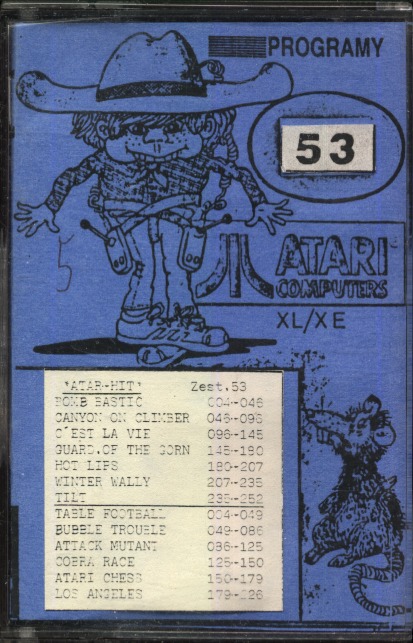 PROGRAMY
53
5
ATARI
COMPUTERS
XL/XE
'ATAR-HIT' Zest.53
BOMB BASTIC 004-046
CANYON ON CLIMBER 046-096
C'EST LA VIE 096-145
GUARD.OF THE GORN 145-180
HOT LIPS 180-207
WINTER WALLY 207-235
TILT 235-252
TABLE FOOTBALL 004-049
BUBBLE TROUBLE 049-086
ATTACK MUTANT 086-125
COBRA RACE 125-150
ATARI CHESS 150-179
LOS ANGELES 179-226